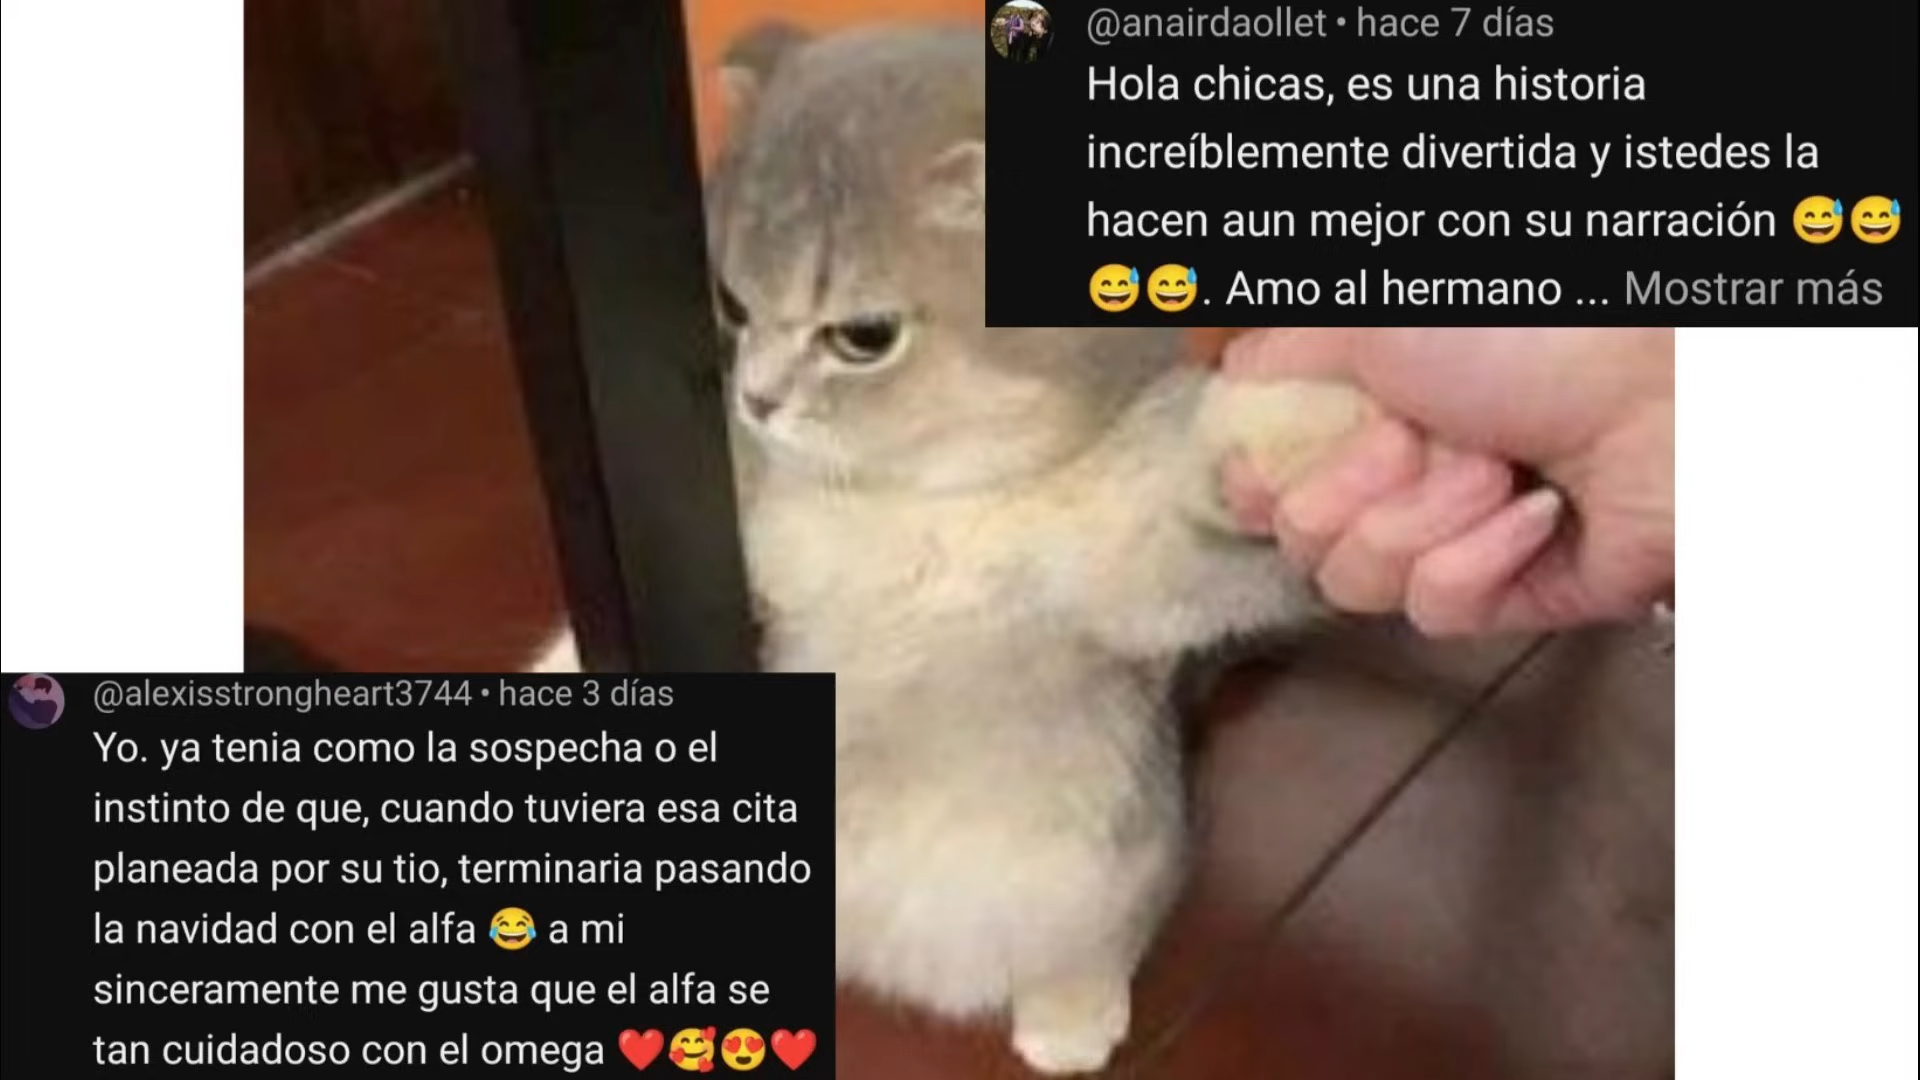 @anairdaollet • hace 7 días
Hola chicas, es una historia
increíblemente divertida y istedes la
hacen aun mejor con su narración 😅😅
😅😅. Amo al hermano ... Mostrar más
@alexisstrongheart3744 • hace 3 días
Yo. ya tenia como la sospecha o el
instinto de que, cuando tuviera esa cita
planeada por su tio, terminaria pasando
la navidad con el alfa 😂 a mi
sinceramente me gusta que el alfa se
tan cuidadoso con el omega ❤️🥰😍❤️